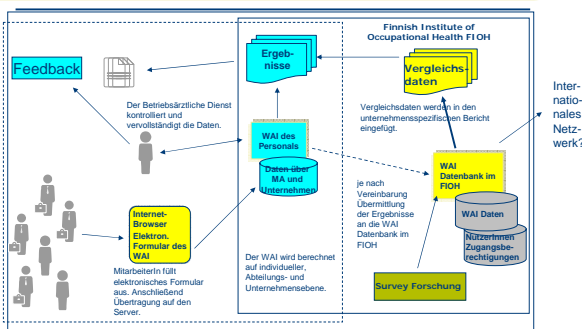 Finnish Institute of
Occupational Health FIOH
Feedback
Ergeb-
nisse
Vergleichs-
daten
Inter-
natio-
nales
Netz-
werk?
Der Betriebsärztliche Dienst
kontrolliert und
vervollständigt die Daten.
Vergleichsdaten werden in den
unternehmensspezifischen Bericht
eingefügt.
WAI des
Personals
Daten über
MA und
Unternehmen
WAI
Datenbank im
FIOH
WAI Daten
NutzerInnen
Zugangsbe-
rechtigungen
je nach
Vereinbarung
Übermittlung
der Ergebnisse
an die WAI
Datenbank im
FIOH
Internet-
Browser
Elektron.
Formular des
WAI
Der WAI wird berechnet
auf individueller,
Abteilungs- und
Unternehmensebene.
MitarbeiterIn füllt
elektronisches Formular
aus. Anschließend
Übertragung auf den
Server.
Survey Forschung